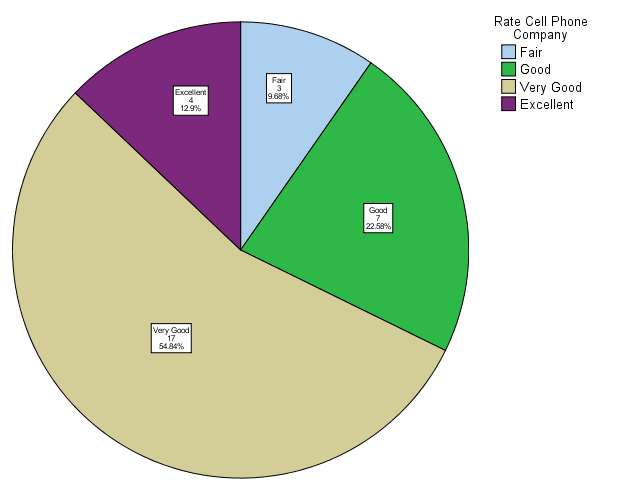 Rate Cell Phone
Company
Fair
Good
Very Good
Excellent
Excellent
4
12.9%
Fair
3
9.68%
Good
7
22.58%
Very Good
17
54.84%